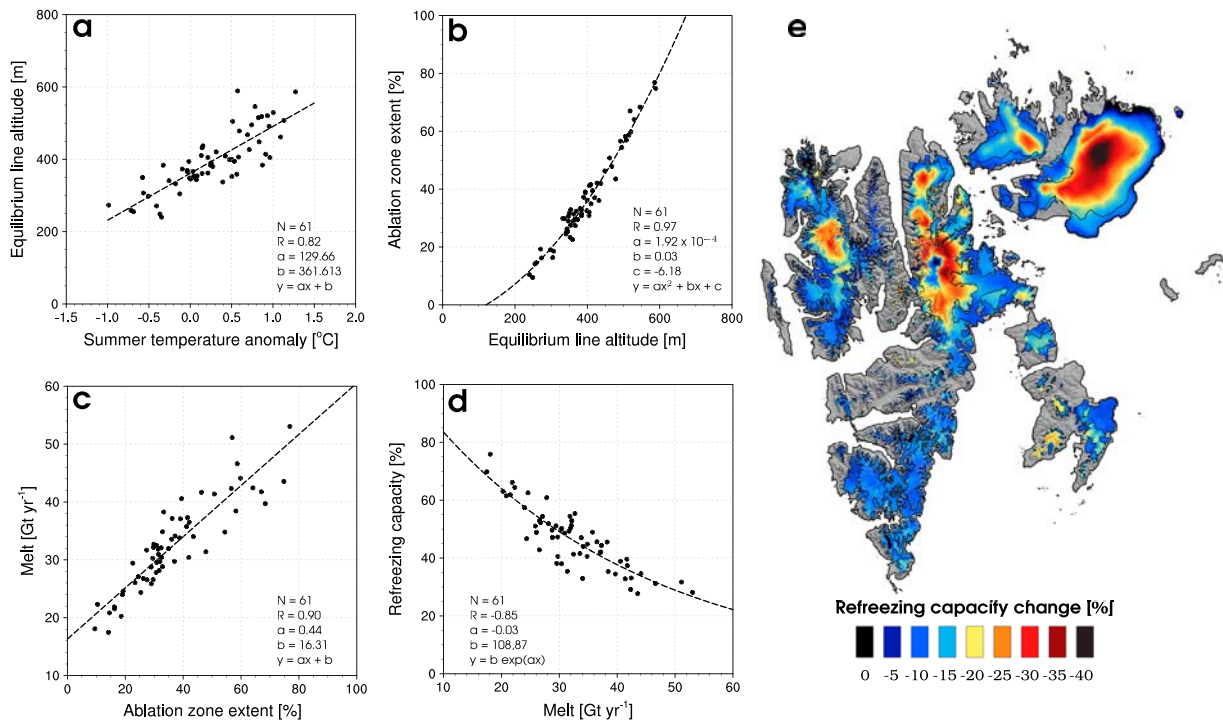 a
Equilibrium line altitude [m]
800
600
400
200
0
-1.5 -1.0 -0.5 0.0 0.5 1.0 1.5 2.0
Summer temperature anomaly [°C]
N = 61
R = 0.82
a = 129.66
b = 361.613
y = ax + b
b
Ablation zone extent [%]
100
80
60
40
20
0
0 200 400 600 800
Equilibrium line altitude [m]
N = 61
R = 0.97
a = 1.92 x 10⁻⁴
b = 0.03
c = -6.18
y = ax² + bx + c
c
Melt [Gt yr⁻¹]
60
50
40
30
20
10
0 20 40 60 80 100
Ablation zone extent [%]
N = 61
R = 0.90
a = 0.44
b = 16.31
y = ax + b
d
Refreezing capacity [%]
100
80
60
40
20
0
10 20 30 40 50 60
Melt [Gt yr⁻¹]
N = 61
R = -0.85
a = -0.03
b = 108.87
y = b exp(ax)
e
Refreezing capacity change [%]
0 -5 -10 -15 -20 -25 -30 -35 -40